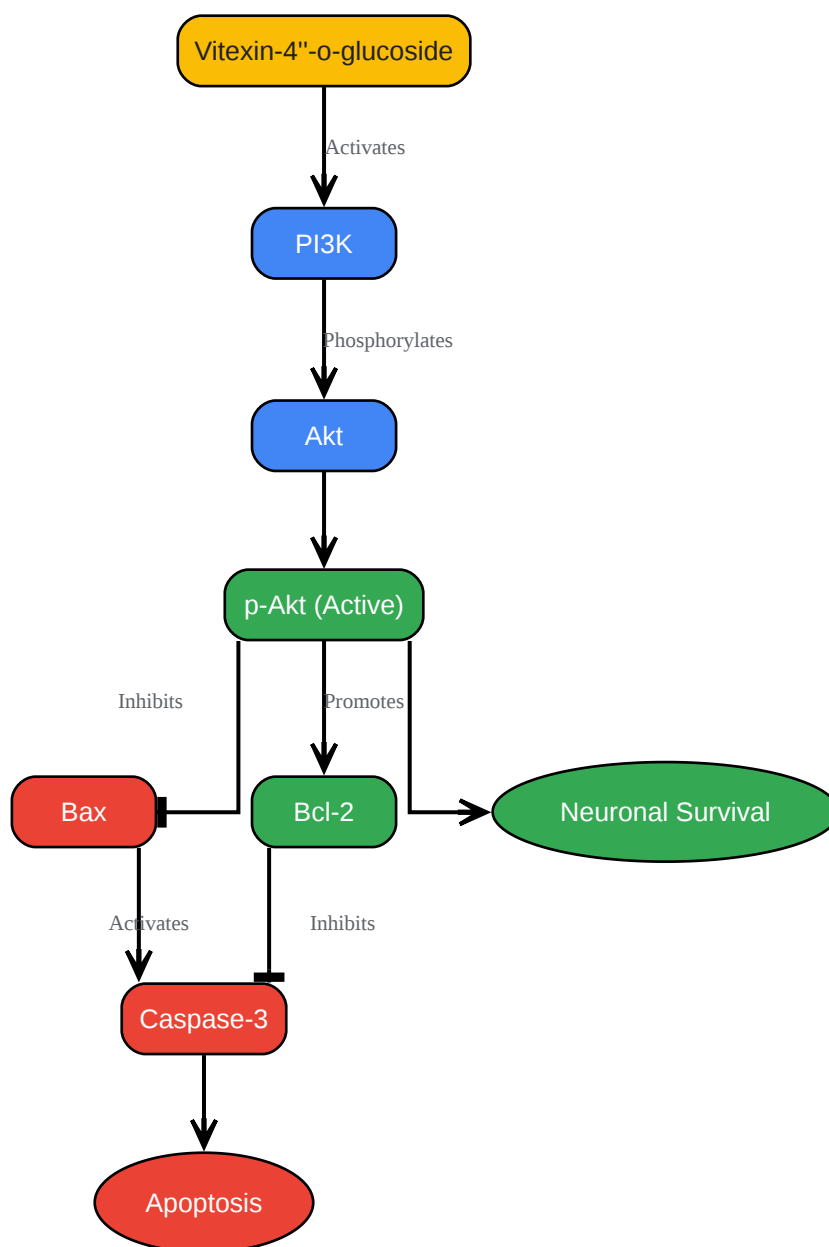 Vitexin-4''-o-glucoside
Activates
PI3K
Phosphorylates
Akt
p-Akt (Active)
Inhibits
Promotes
Bax
Bcl-2
Neuronal Survival
Activates
Inhibits
Caspase-3
Apoptosis